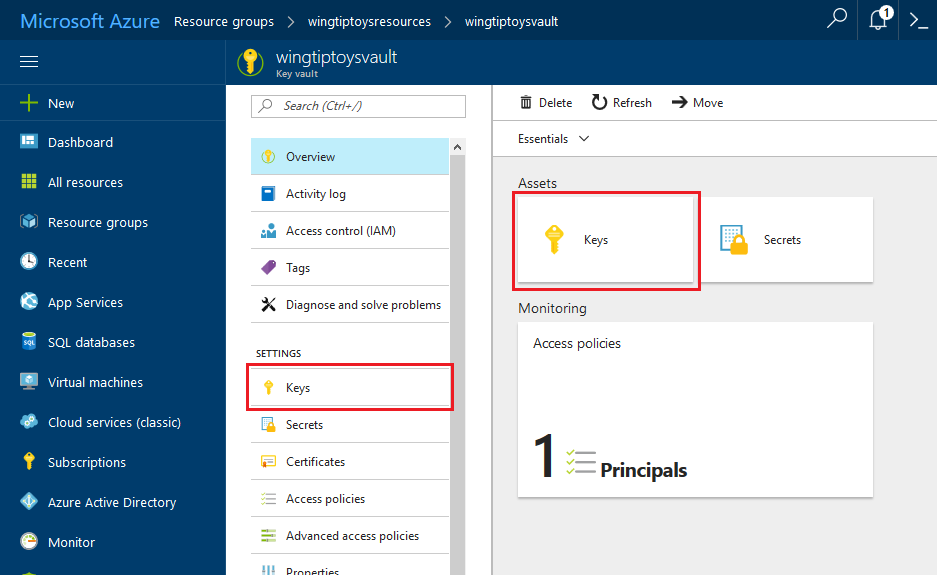 Microsoft Azure Resource groups > wingtiptoysresources > wingtiptoysvault
1
wingtiptoysvault
Key vault
New
Dashboard
All resources
Resource groups
Recent
App Services
SQL databases
Virtual machines
Cloud services (classic)
Subscriptions
Azure Active Directory
Monitor
Search (Ctrl+/)
Overview
Activity log
Access control (IAM)
Tags
Diagnose and solve problems
SETTINGS
Keys
Secrets
Certificates
Access policies
Advanced access policies
Properties
Delete Refresh Move
Essentials
Assets
Keys
Secrets
Monitoring
Access policies
1 Principals